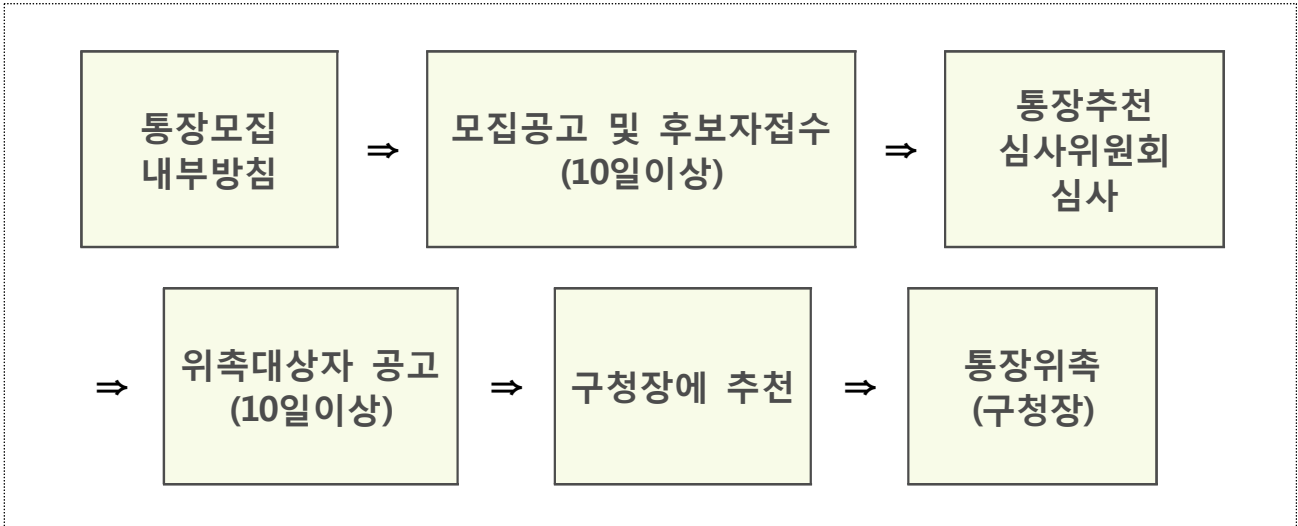 통장모집
내부방침
⇒
모집공고 및 후보자접수
(10일이상)
⇒
통장추천
심사위원회
심사
⇒
위촉대상자 공고
(10일이상)
⇒
구청장에 추천
⇒
통장위촉
(구청장)